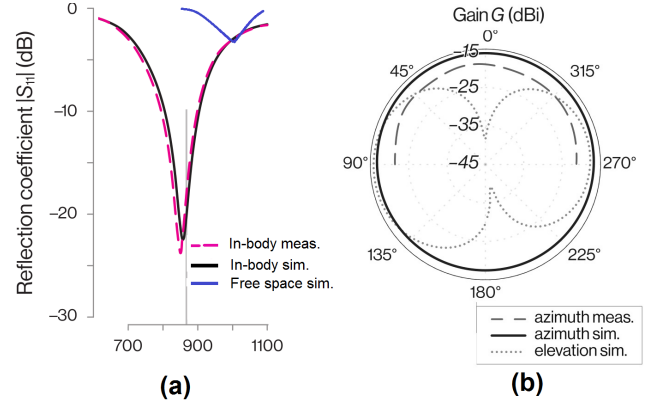 Reflection coefficient |S₁₁| (dB)
0
−10
−20
−30
700
900
1100
In-body meas.
In-body sim.
Free space sim.
(a)
Gain G (dBi)
0°
−15
45°
315°
−25
−35
90°
−45
270°
135°
225°
180°
azimuth meas.
azimuth sim.
elevation sim.
(b)